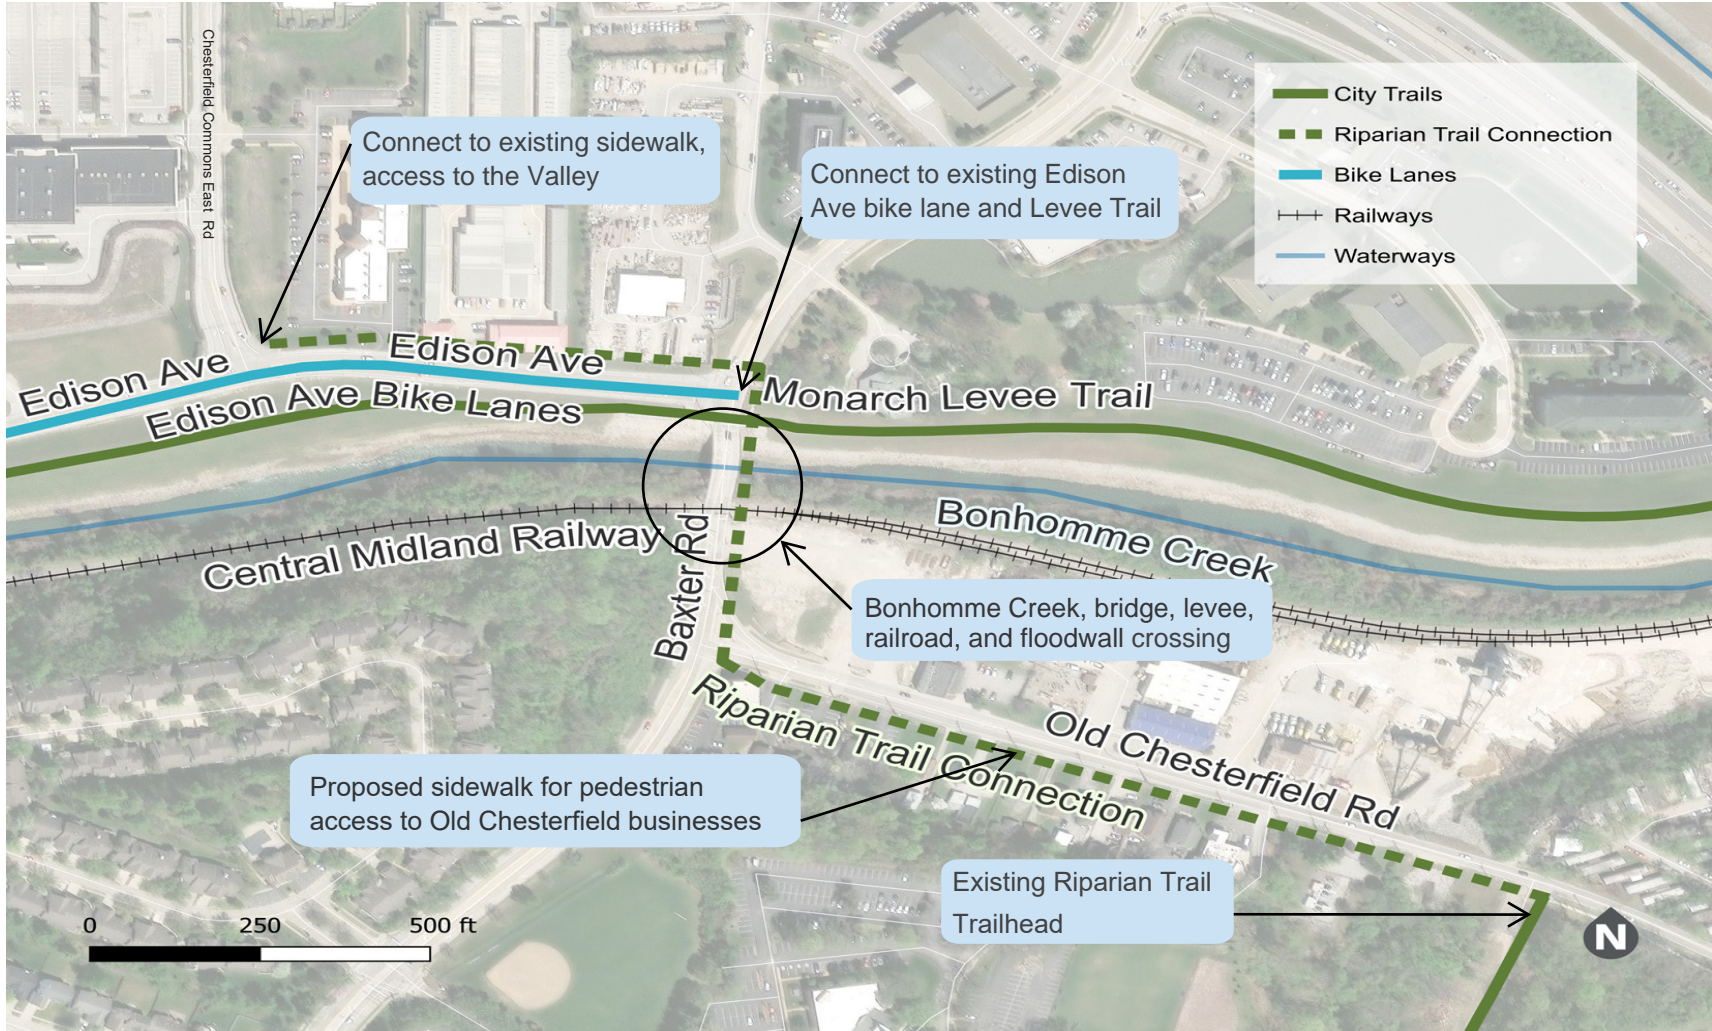 Chesterfield Commons East Rd
Connect to existing sidewalk,
access to the Valley
Connect to existing Edison
Ave bike lane and Levee Trail
City Trails
Riparian Trail Connection
Bike Lanes
Railways
Waterways
Edison Ave
Edison Ave
Edison Ave Bike Lanes
Monarch Levee Trail
Central Midland Railway
Baxter Rd
Bonhomme Creek
Bonhomme Creek, bridge, levee,
railroad, and floodwall crossing
Riparian Trail Connection
Old Chesterfield Rd
Proposed sidewalk for pedestrian
access to Old Chesterfield businesses
Existing Riparian Trail
Trailhead
0 250 500 ft
N